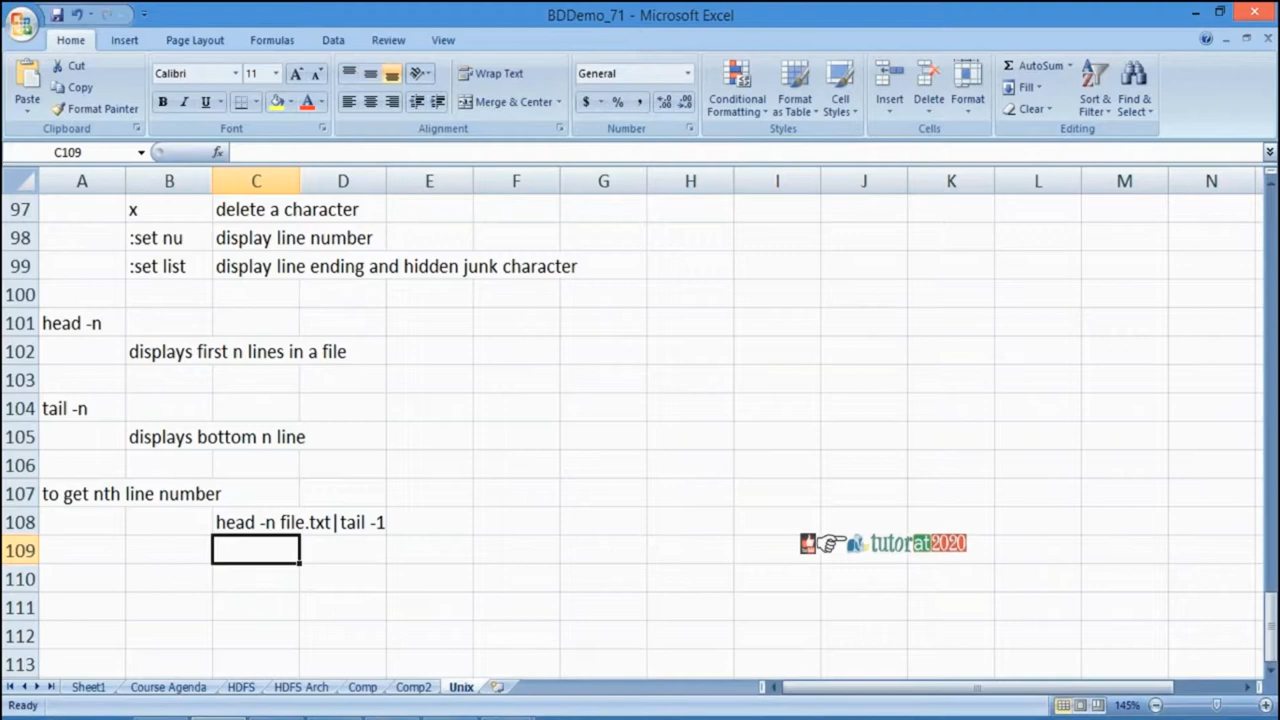 BDDemo_71 - Microsoft Excel
Home Insert Page Layout Formulas Data Review View
Paste
Cut
Copy
Format Painter
Clipboard
Calibri 11
B I U A
Font
Wrap Text
Merge & Center
Alignment
General
$ % ,
Number
Conditional Formatting
Format as Table
Cell Styles
Styles
Insert Delete Format
Cells
Σ AutoSum
Fill
Clear
Sort & Filter
Find & Select
Editing
C109 fx
A B C D E F G H I J K L M N
97 x delete a character
98 :set nu display line number
99 :set list display line ending and hidden junk character
100
101 head -n
102 displays first n lines in a file
103
104 tail -n
105 displays bottom n line
106
107 to get nth line number
108 head -n file.txt|tail -1
109
tutorat2020
110
111
112
113
Sheet1 Course Agenda HDFS HDFS Arch Comp Comp2 Unix
Ready 145%